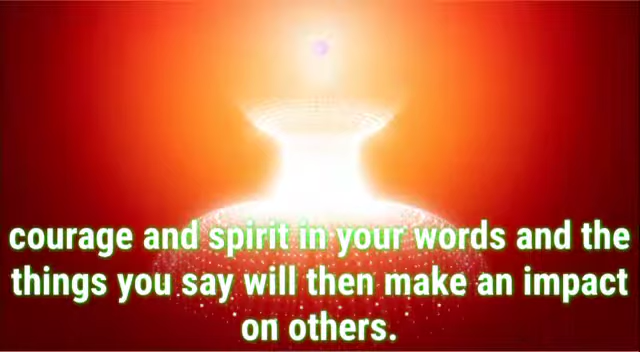 courage and spirit in your words and the
things you say will then make an impact
on others.